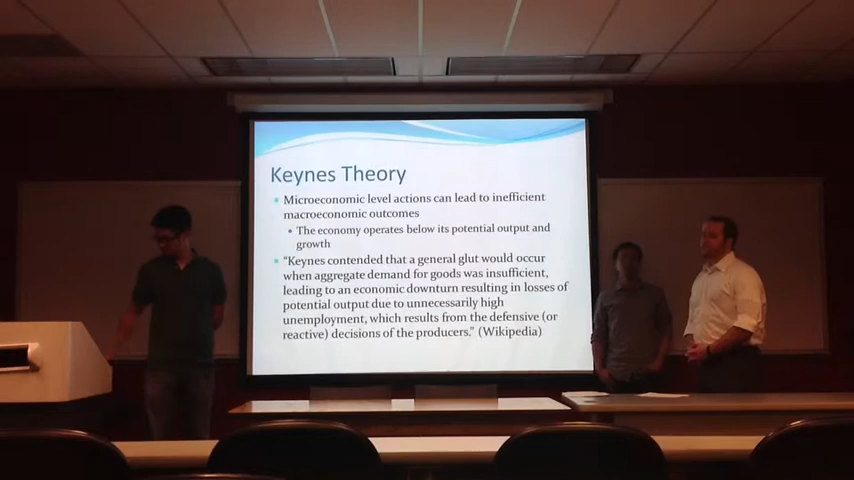 Keynes Theory
Microeconomic level actions can lead to inefficient
macroeconomic outcomes
The economy operates below its potential output and
growth
“Keynes contended that a general glut would occur
when aggregate demand for goods was insufficient,
leading to an economic downturn resulting in losses of
potential output due to unnecessarily high
unemployment, which results from the defensive (or
reactive) decisions of the producers.” (Wikipedia)